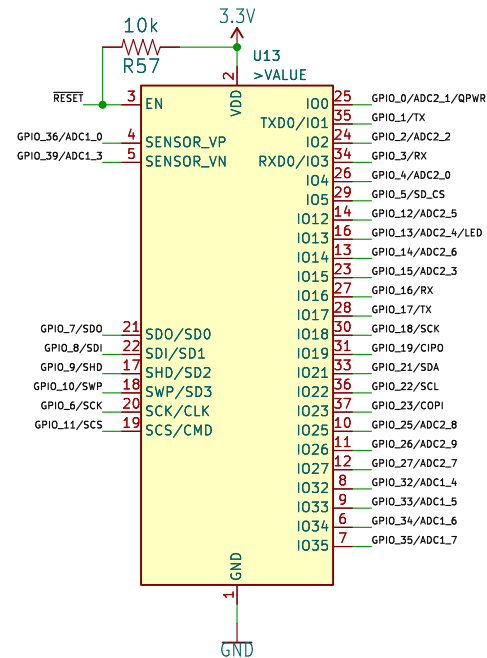 3.3V
10k
R57
U13
>VALUE
2
VDD
RESET
3 EN
GPIO_36/ADC1_0 4 SENSOR_VP
GPIO_39/ADC1_3 5 SENSOR_VN
GPIO_7/SDO 21 SDO/SD0
GPIO_8/SDI 22 SDI/SD1
GPIO_9/SHD 17 SHD/SD2
GPIO_10/SWP 18 SWP/SD3
GPIO_6/SCK 20 SCK/CLK
GPIO_11/SCS 19 SCS/CMD
IO0 25 GPIO_0/ADC2_1/QPWR
TXD0/IO1 35 GPIO_1/TX
IO2 24 GPIO_2/ADC2_2
RXD0/IO3 34 GPIO_3/RX
IO4 26 GPIO_4/ADC2_0
IO5 29 GPIO_5/SD_CS
IO12 14 GPIO_12/ADC2_5
IO13 16 GPIO_13/ADC2_4/LED
IO14 13 GPIO_14/ADC2_6
IO15 23 GPIO_15/ADC2_3
IO16 27 GPIO_16/RX
IO17 28 GPIO_17/TX
IO18 30 GPIO_18/SCK
IO19 31 GPIO_19/CIPO
IO21 33 GPIO_21/SDA
IO22 36 GPIO_22/SCL
IO23 37 GPIO_23/COPI
IO25 10 GPIO_25/ADC2_8
IO26 11 GPIO_26/ADC2_9
IO27 12 GPIO_27/ADC2_7
IO32 8 GPIO_32/ADC1_4
IO33 9 GPIO_33/ADC1_5
IO34 6 GPIO_34/ADC1_6
IO35 7 GPIO_35/ADC1_7
GND
1
GND